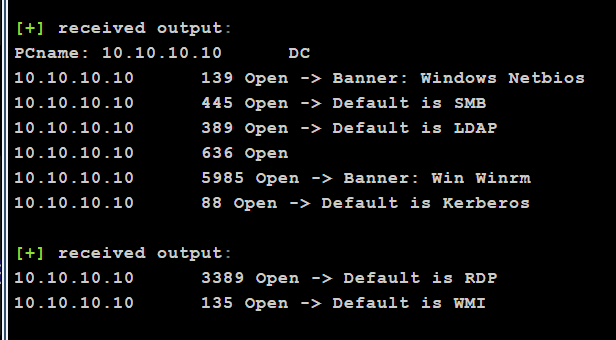 [+] received output:
PCname: 10.10.10.10 DC
10.10.10.10 139 Open -> Banner: Windows Netbios
10.10.10.10 445 Open -> Default is SMB
10.10.10.10 389 Open -> Default is LDAP
10.10.10.10 636 Open
10.10.10.10 5985 Open -> Banner: Win Winrm
10.10.10.10 88 Open -> Default is Kerberos
[+] received output:
10.10.10.10 3389 Open -> Default is RDP
10.10.10.10 135 Open -> Default is WMI